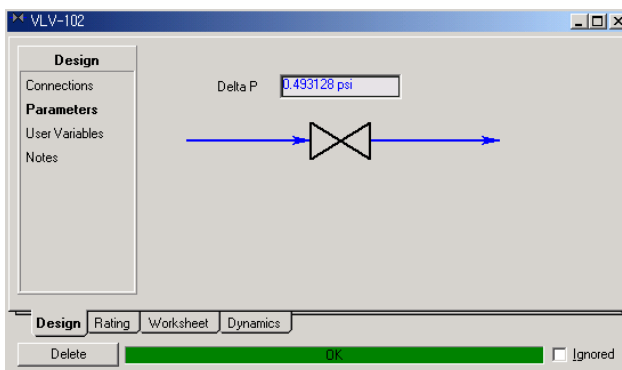 VLV-102
Design
Connections
Parameters
User Variables
Notes
Delta P 0.493128 psi
Design Rating Worksheet Dynamics
Delete OK Ignored